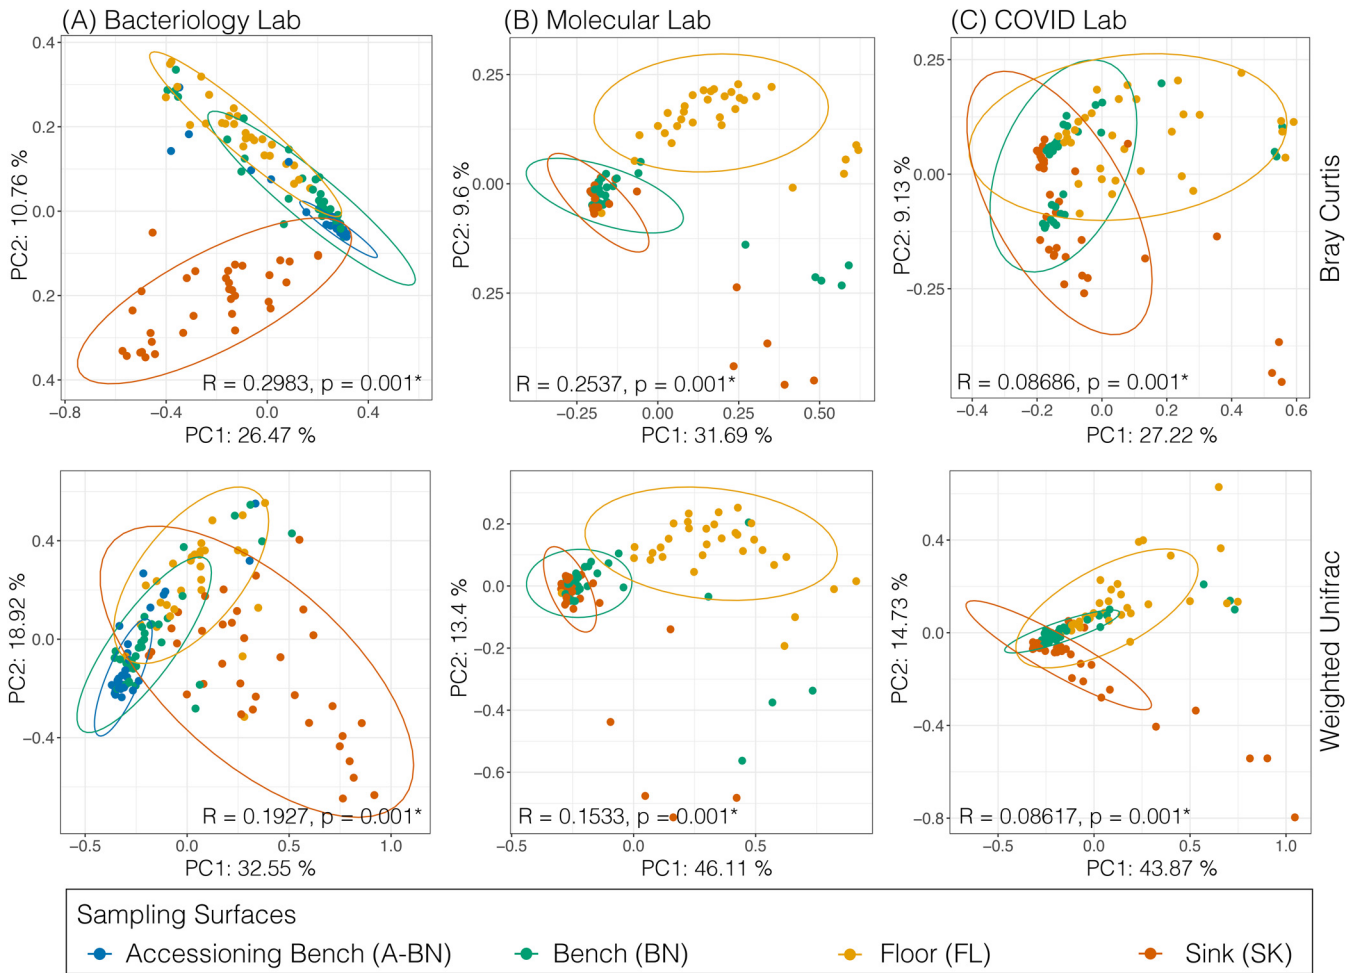 (A) Bacteriology Lab
(B) Molecular Lab
(C) COVID Lab
0.4
0.2
0.0
0.2
0.4
PC2: 10.76 %
R = 0.2983, p = 0.001*
−0.8
−0.4
0.0
0.4
PC1: 26.47 %
0.25
0.00
0.25
PC2: 9.6 %
R = 0.2537, p = 0.001*
−0.25
0.00
0.25
0.50
PC1: 31.69 %
0.25
0.00
−0.25
PC2: 9.13 %
R = 0.08686, p = 0.001*
−0.4
−0.2
0.0
0.2
0.4
0.6
PC1: 27.22 %
Bray Curtis
0.4
0.0
−0.4
PC2: 18.92 %
R = 0.1927, p = 0.001*
−0.5
0.0
0.5
1.0
PC1: 32.55 %
0.2
0.0
−0.2
−0.4
−0.6
PC2: 13.4 %
R = 0.1533, p = 0.001*
−0.5
0.0
0.5
PC1: 46.11 %
0.4
0.0
−0.4
−0.8
PC2: 14.73 %
R = 0.08617, p = 0.001*
−0.5
0.0
0.5
1.0
PC1: 43.87 %
Weighted Unifrac
Sampling Surfaces
Accessioning Bench (A-BN)
Bench (BN)
Floor (FL)
Sink (SK)